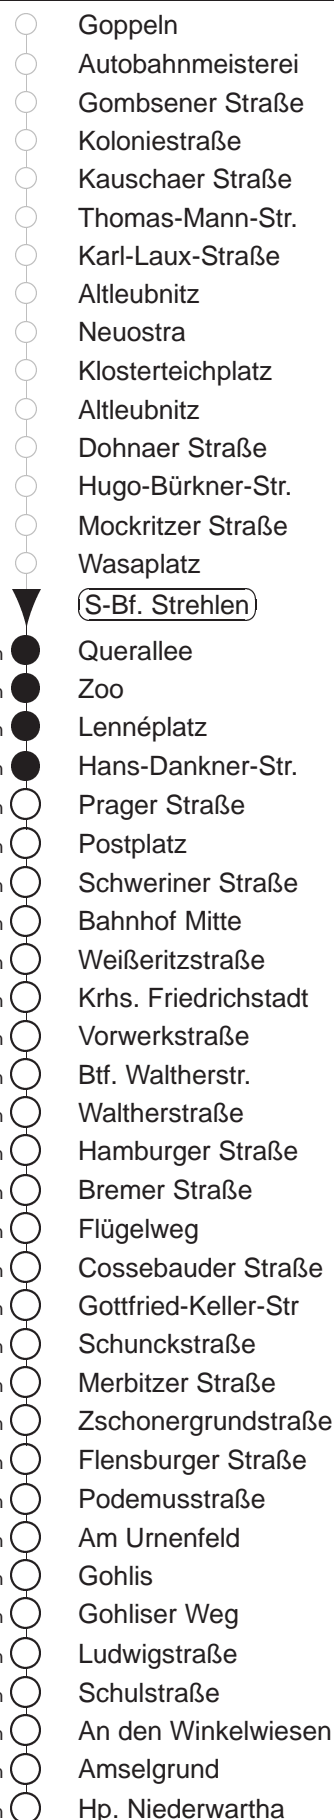 Goppeln
Autobahnmeisterei
Gombsener Straße
Koloniestraße
Kauschaer Straße
Thomas-Mann-Str.
Karl-Laux-Straße
Altleubnitz
Neuostra
Klosterteichplatz
Altleubnitz
Dohnaer Straße
Hugo-Bürkner-Str.
Mockritzer Straße
Wasaplatz
S-Bf. Strehlen
Querallee
Zoo
Lennéplatz
Hans-Dankner-Str.
Prager Straße
Postplatz
Schweriner Straße
Bahnhof Mitte
Weißeritzstraße
Krhs. Friedrichstadt
Vorwerkstraße
Btf. Waltherstr.
Waltherstraße
Hamburger Straße
Bremer Straße
Flügelweg
Cossebauder Straße
Gottfried-Keller-Str
Schunckstraße
Merbitzer Straße
Zschonergrundstraße
Flensburger Straße
Podemusstraße
Am Urnenfeld
Gohlis
Gohliser Weg
Ludwigstraße
Schulstraße
An den Winkelwiesen
Amselgrund
Hp. Niederwartha